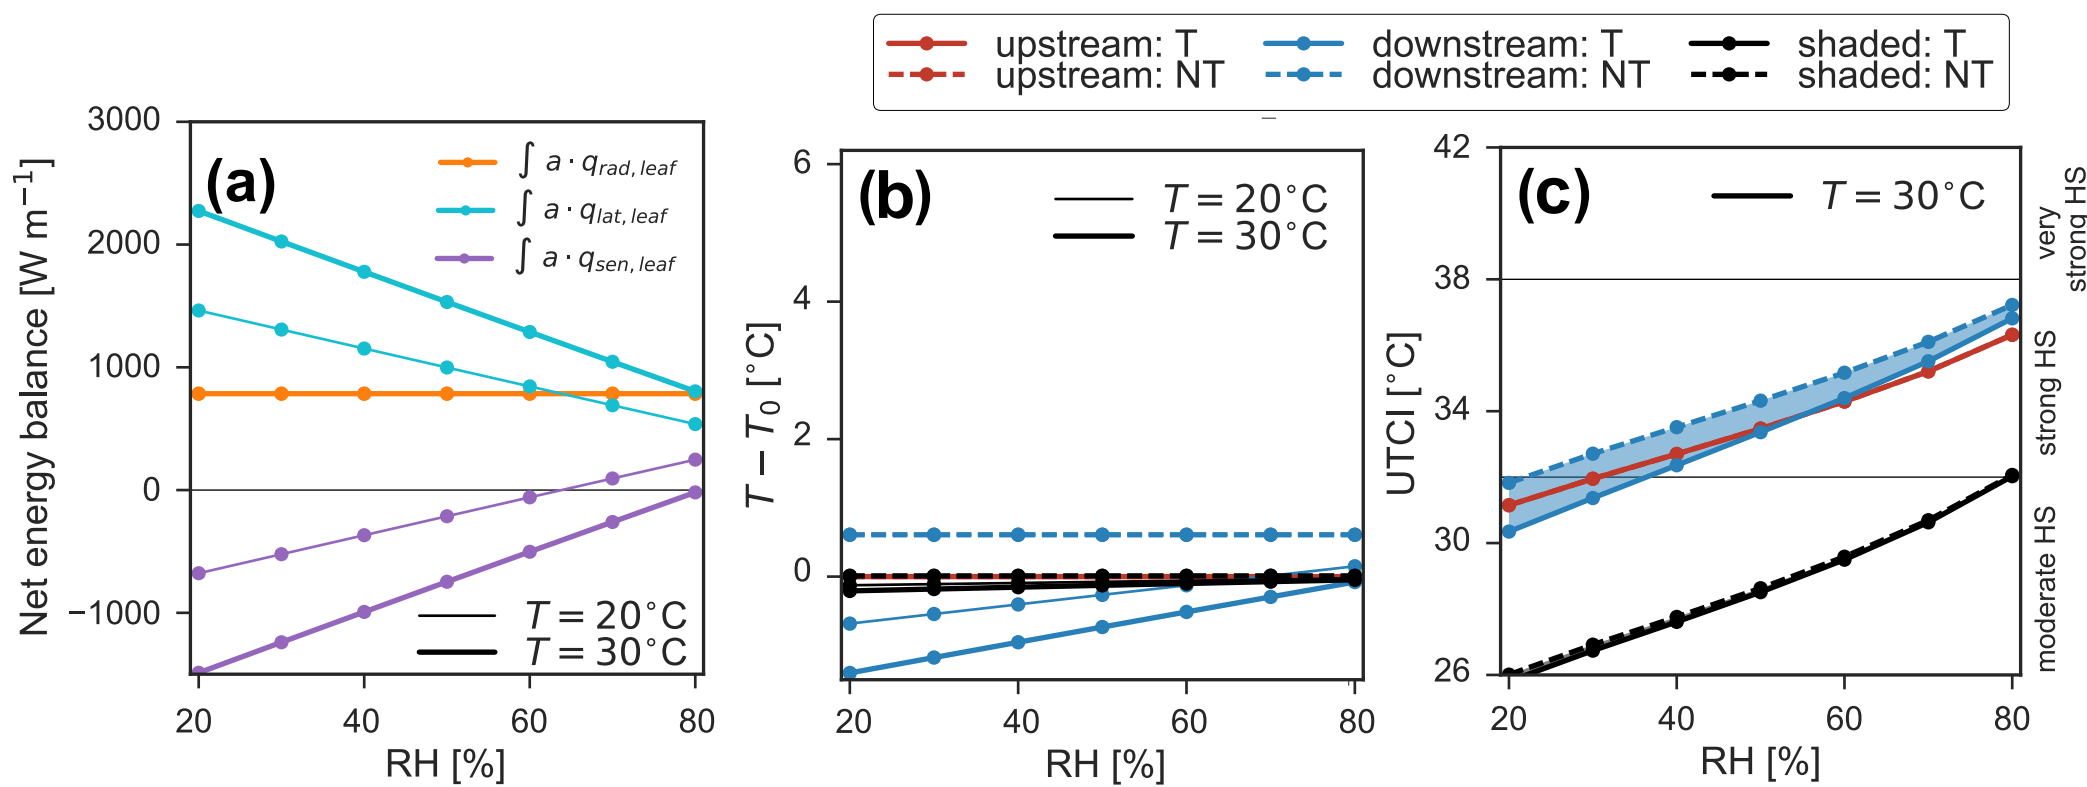 upstream: T
downstream: T
shaded: T
upstream: NT
downstream: NT
shaded: NT
(a)
∫ a · q_rad, leaf
∫ a · q_lat, leaf
∫ a · q_sen, leaf
T = 20°C
T = 30°C
3000
2000
1000
0
−1000
Net energy balance [W m⁻¹]
20 40 60 80
RH [%]
(b)
T = 20°C
T = 30°C
6
4
2
0
T − T₀ [°C]
20 40 60 80
RH [%]
(c)
T = 30°C
42
38
34
30
26
UTCI [°C]
20 40 60 80
RH [%]
very
strong HS
strong HS
moderate HS